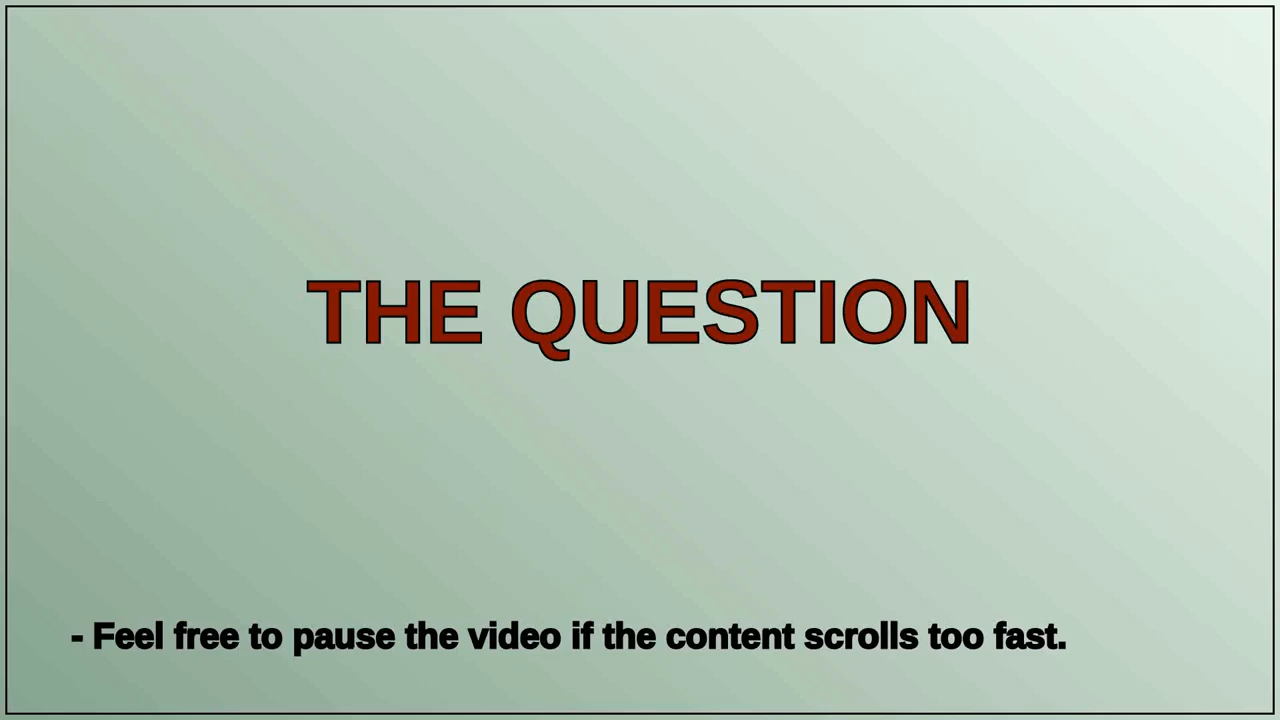 THE QUESTION
- Feel free to pause the video if the content scrolls too fast.